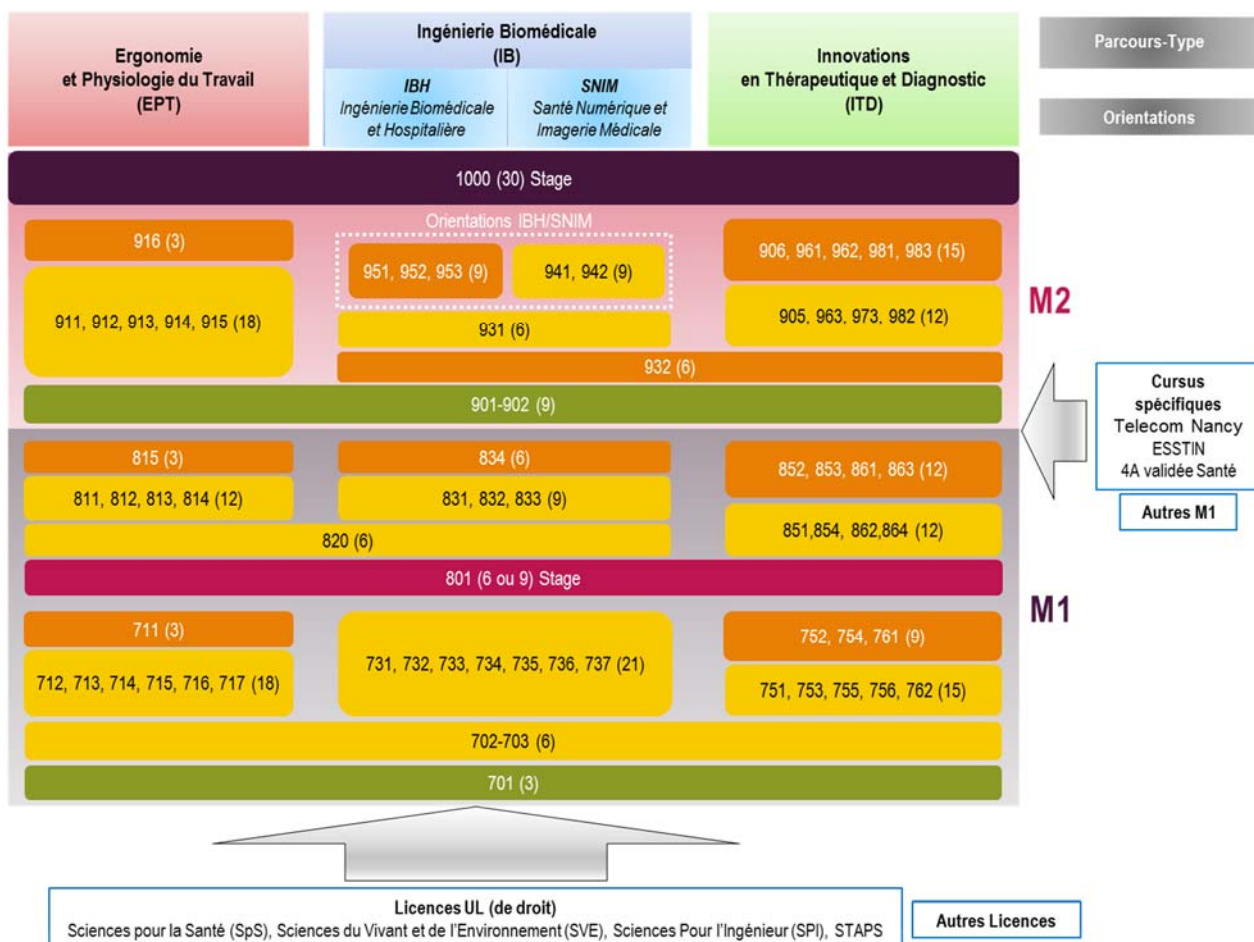 Ergonomie
et Physiologie du Travail
(EPT)
Ingénierie Biomédicale
(IB)
IBH
Ingénierie Biomédicale
et Hospitalière
SNIM
Santé Numérique et
Imagerie Médicale
Innovations
en Thérapeutique et Diagnostic
(ITD)
Parcours-Type
Orientations
1000 (30) Stage
Orientations IBH/SNIM
916 (3)
951, 952, 953 (9)
941, 942 (9)
906, 961, 962, 981, 983 (15)
911, 912, 913, 914, 915 (18)
931 (6)
905, 963, 973, 982 (12)
932 (6)
901-902 (9)
M2
815 (3)
834 (6)
852, 853, 861, 863 (12)
811, 812, 813, 814 (12)
831, 832, 833 (9)
851,854, 862,864 (12)
820 (6)
801 (6 ou 9) Stage
M1
711 (3)
731, 732, 733, 734, 735, 736, 737 (21)
752, 754, 761 (9)
712, 713, 714, 715, 716, 717 (18)
751, 753, 755, 756, 762 (15)
702-703 (6)
701 (3)
Cursus
spécifiques
Telecom Nancy
ESSTIN
4A validée Santé
Autres M1
Licences UL (de droit)
Sciences pour la Santé (SpS), Sciences du Vivant et de l'Environnement (SVE), Sciences Pour l'Ingénieur (SPI), STAPS
Autres Licences